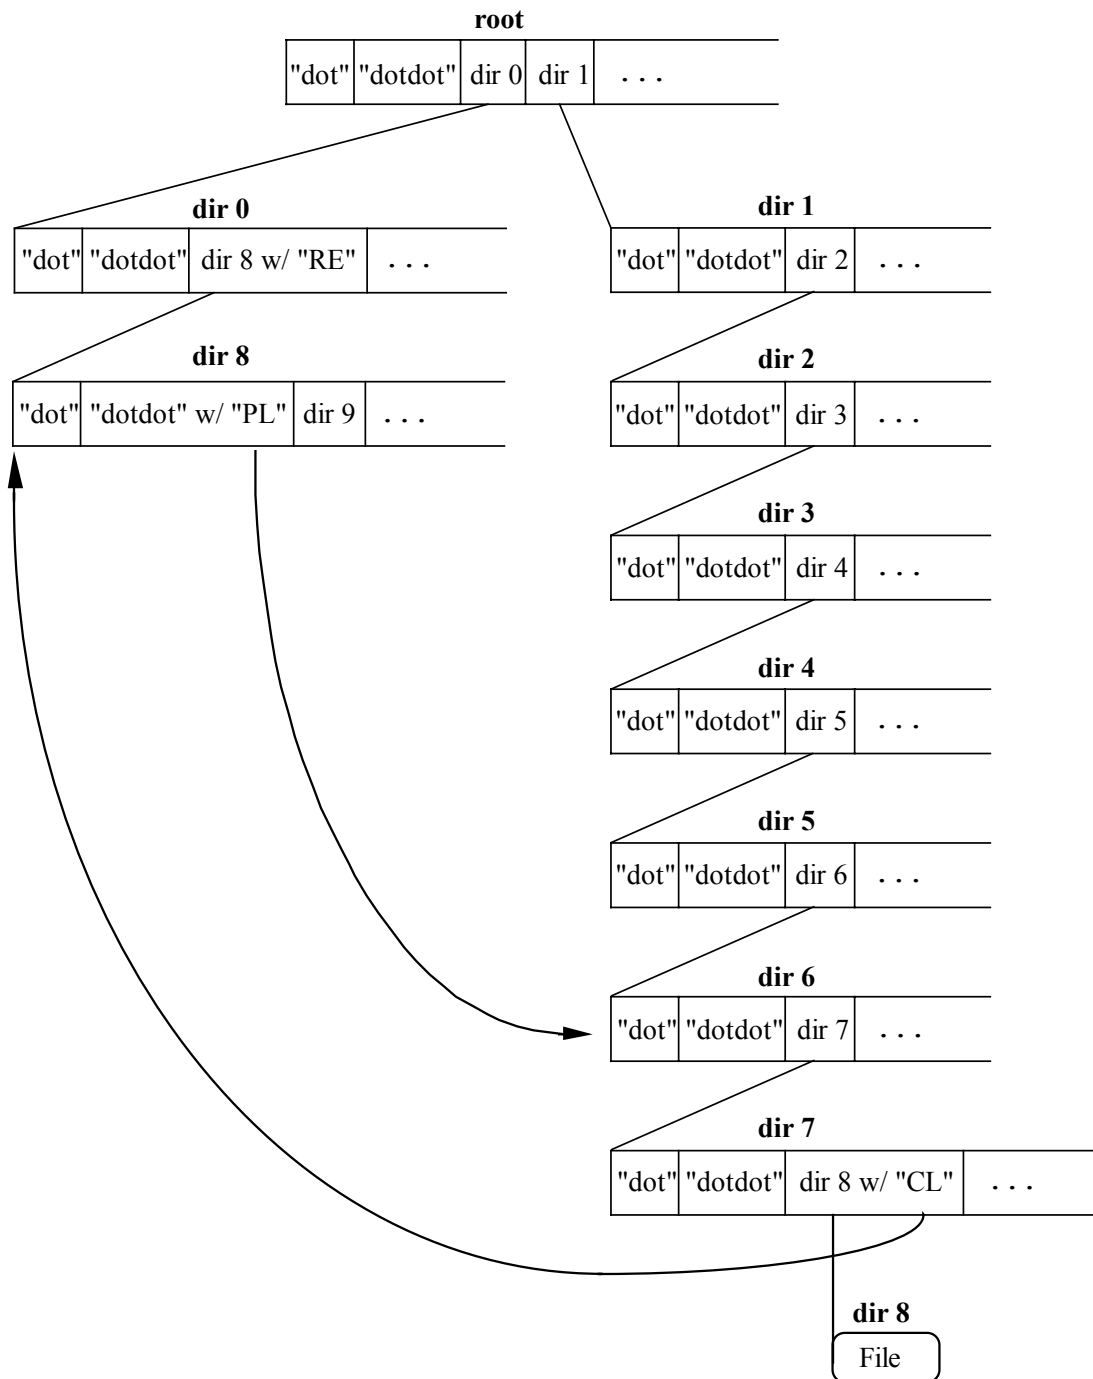 root
"dot" "dotdot" dir 0 dir 1 . . .
dir 0
"dot" "dotdot" dir 8 w/ "RE" . . .
dir 8
"dot" "dotdot" w/ "PL" dir 9 . . .
dir 1
"dot" "dotdot" dir 2 . . .
dir 2
"dot" "dotdot" dir 3 . . .
dir 3
"dot" "dotdot" dir 4 . . .
dir 4
"dot" "dotdot" dir 5 . . .
dir 5
"dot" "dotdot" dir 6 . . .
dir 6
"dot" "dotdot" dir 7 . . .
dir 7
"dot" "dotdot" dir 8 w/ "CL" . . .
dir 8
File